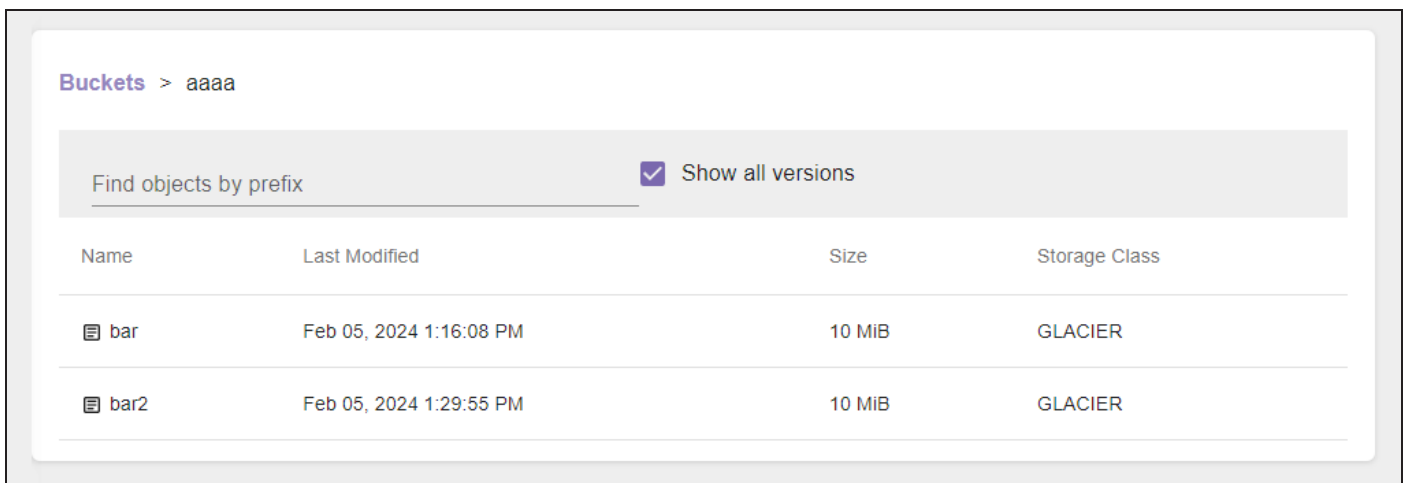 Buckets > aaaa
Find objects by prefix Show all versions
Name Last Modified Size Storage Class
bar Feb 05, 2024 1:16:08 PM 10 MiB GLACIER
bar2 Feb 05, 2024 1:29:55 PM 10 MiB GLACIER